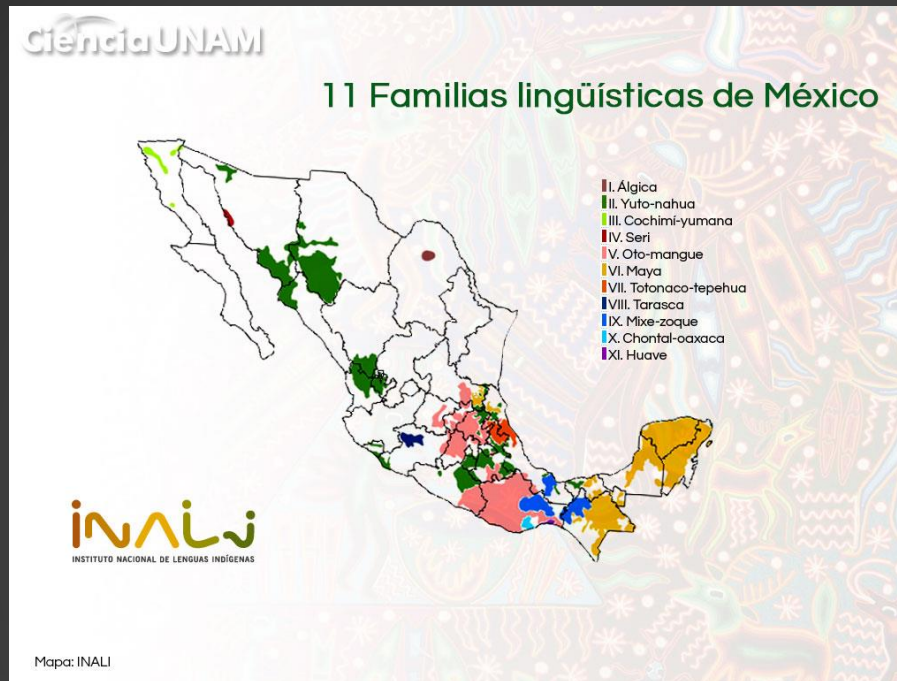 CienciaUNAM
11 Familias lingüísticas de México
I. Álgica
II. Yuto-nahua
III. Cochimí-yumana
IV. Seri
V. Oto-mangue
VI. Maya
VII. Totonaco-tepehua
VIII. Tarasca
IX. Mixe-zoque
X. Chontal-oaxaca
XI. Huave
iNALi
INSTITUTO NACIONAL DE LENGUAS INDÍGENAS
Mapa: INALI